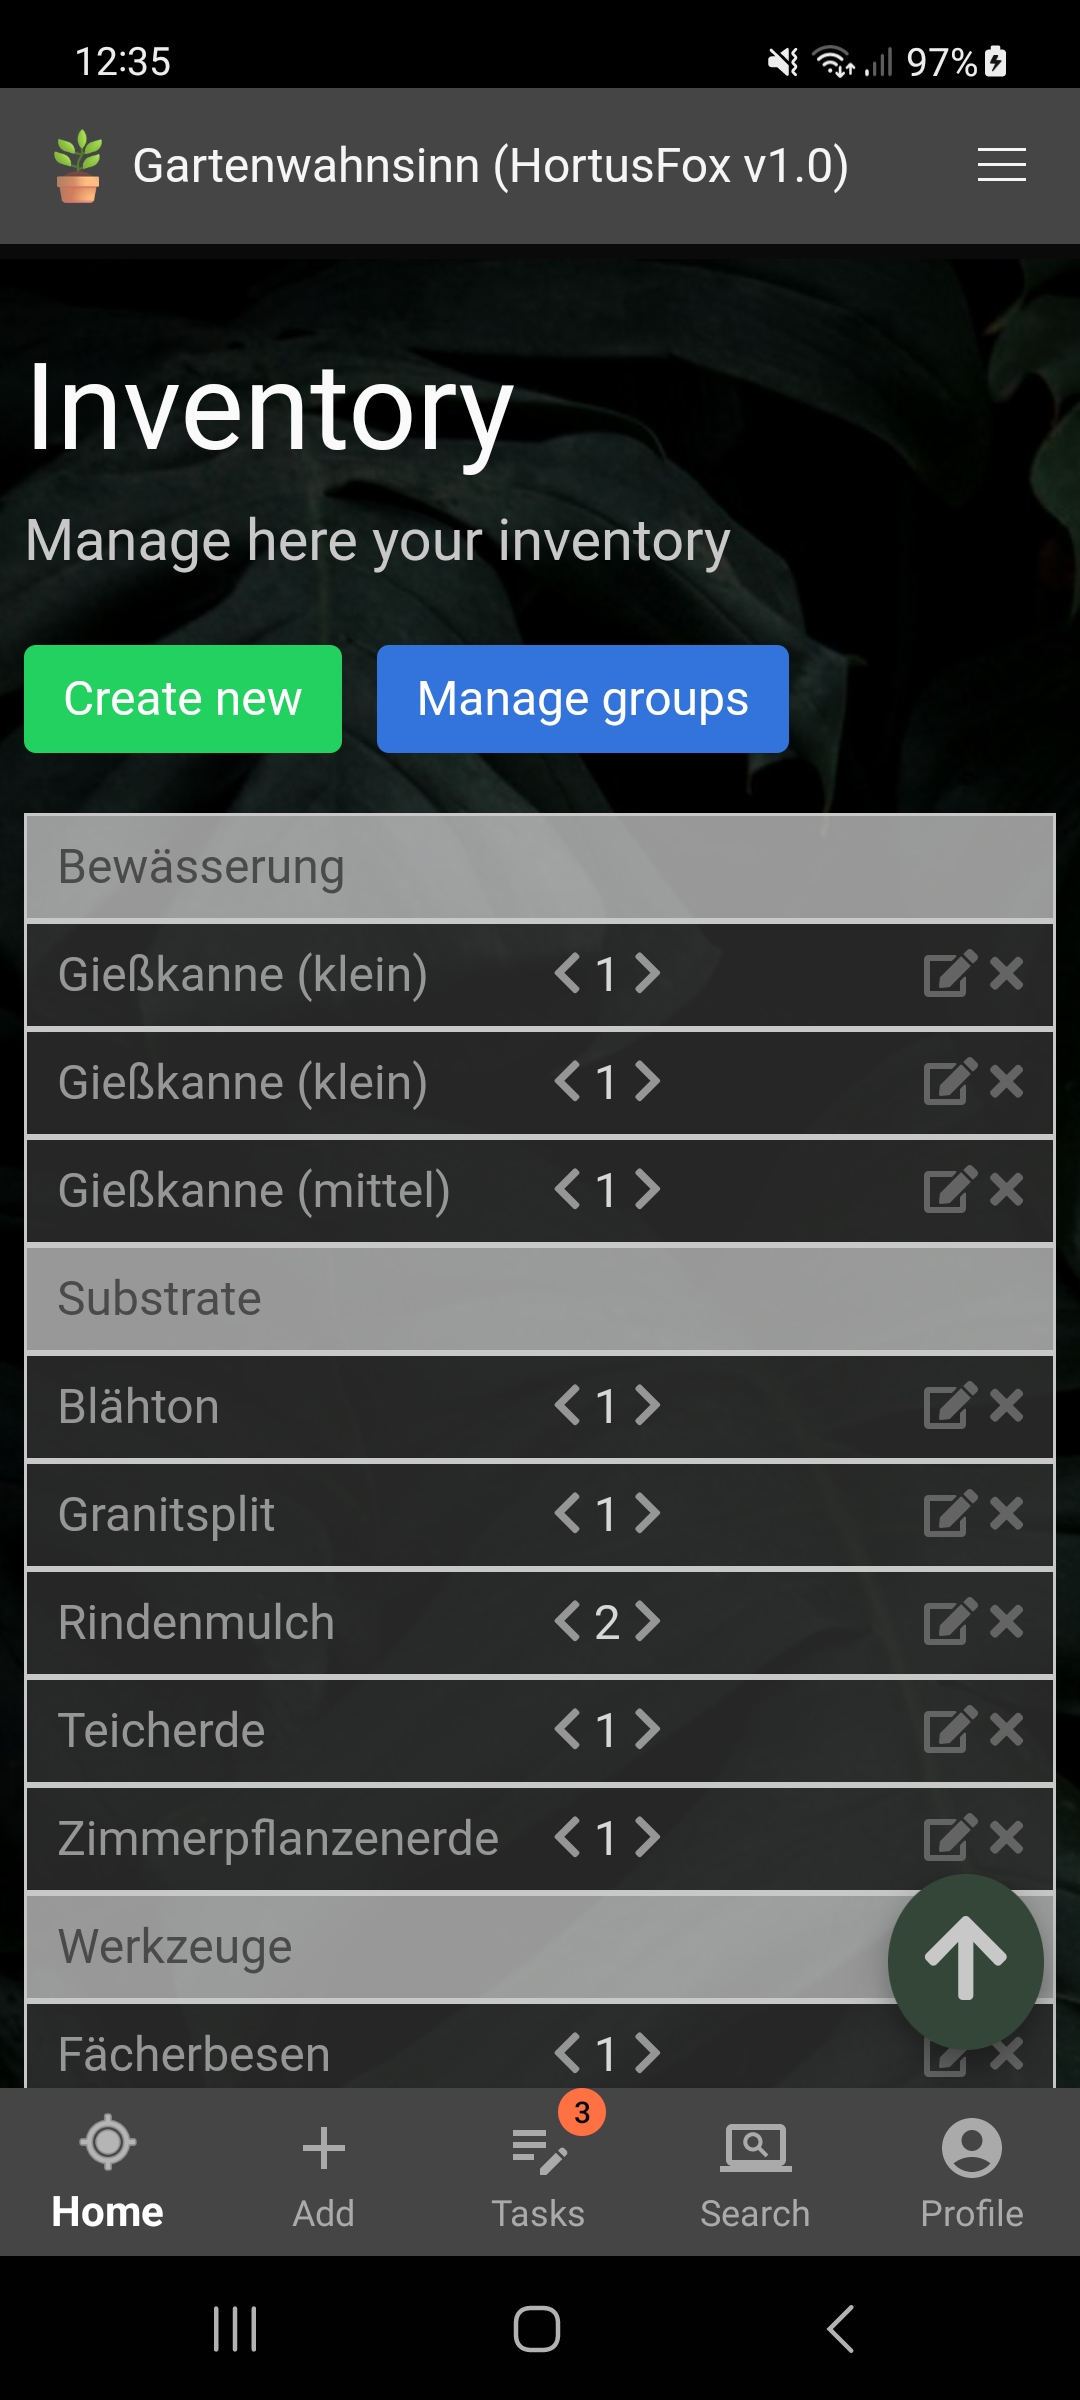 12:35 97%
Gartenwahnsinn (HortusFox v1.0)
Inventory
Manage here your inventory
Create new Manage groups
Bewässerung
Gießkanne (klein) 1
Gießkanne (klein) 1
Gießkanne (mittel) 1
Substrate
Blähton 1
Granitsplit 1
Rindenmulch 2
Teicherde 1
Zimmerpflanzenerde 1
Werkzeuge
Fächerbesen 1
3
Home Add Tasks Search Profile